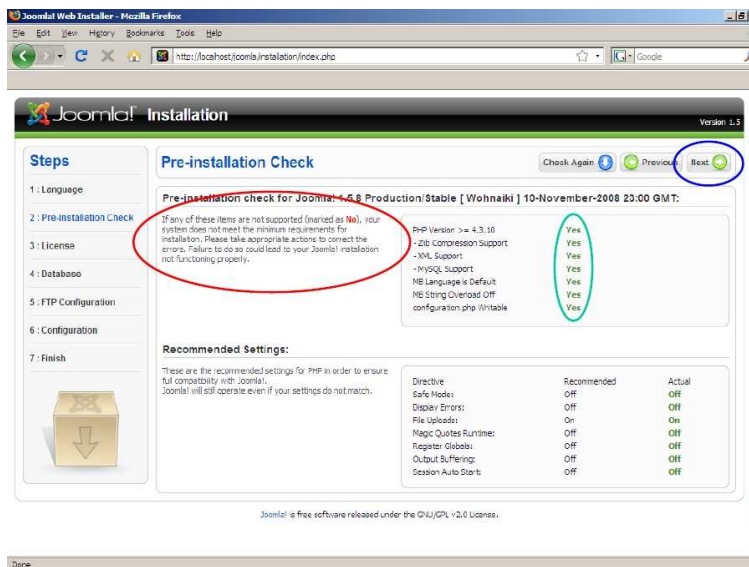 Joomla! Web Installer - Mozilla Firefox
File Edit View History Bookmarks Tools Help
http://localhost/joomla/installation/index.php
Google
Joomla! Installation
Version 1.5
Steps
1 : Language
2 : Pre-installation Check
3 : License
4 : Database
5 : FTP Configuration
6 : Configuration
7 : Finish
Pre-installation Check
Check Again
Previous
Next
Pre-installation check for Joomla! 1.5.8 Production/Stable [ Wohnaiki ] 10-November-2008 23:00 GMT:
If any of these items are not supported (marked as No), your
system does not meet the minimum requirements for
installation. Please take appropriate actions to correct the
errors. Failure to do so could lead to your Joomla! installation
not functioning properly.
PHP Version >= 4.3.10 Yes
- Zlib Compression Support Yes
- XML Support Yes
- MySQL Support Yes
MB Language is Default Yes
MB String Overload Off Yes
configuration.php Writable Yes
Recommended Settings:
These are the recommended settings for PHP in order to ensure
full compatibility with Joomla!.
Joomla! will still operate even if your settings do not match.
Directive Recommended Actual
Safe Mode: Off Off
Display Errors: Off Off
File Uploads: On On
Magic Quotes Runtime: Off Off
Register Globals: Off Off
Output Buffering: Off Off
Session Auto Start: Off Off
Joomla! is free software released under the GNU/GPL v2.0 License.
Done